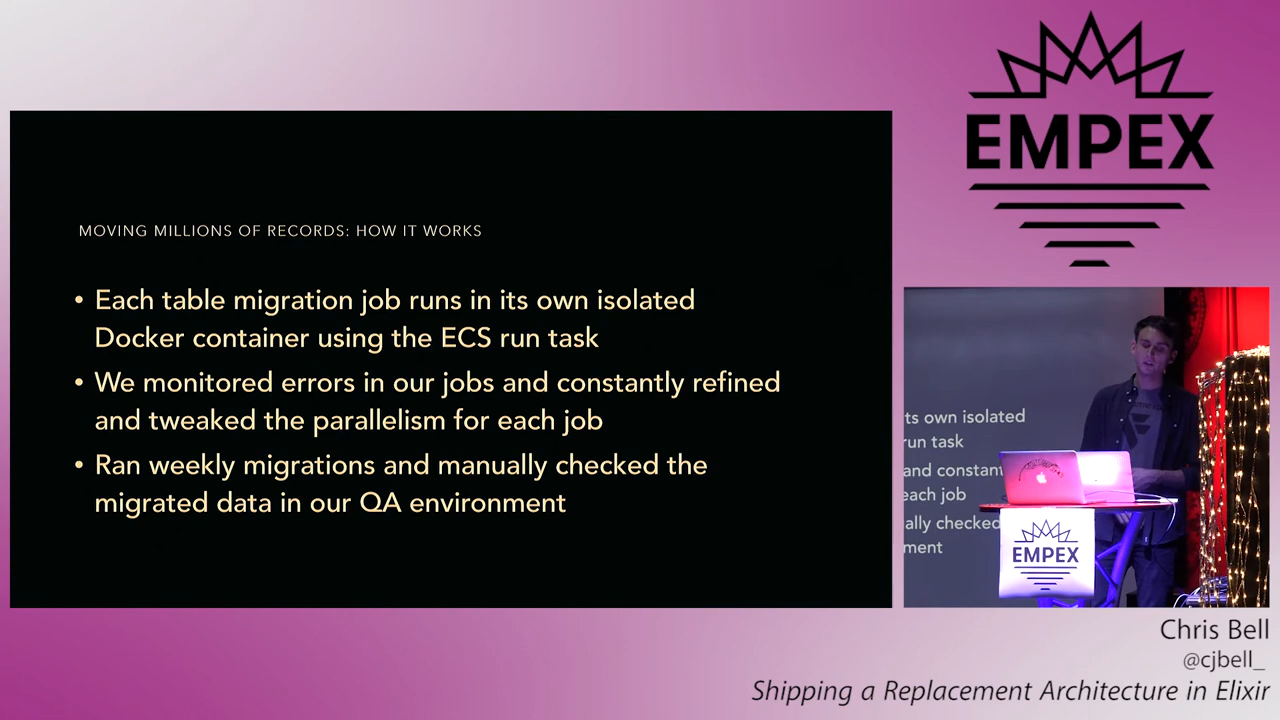 EMPEX
MOVING MILLIONS OF RECORDS: HOW IT WORKS
• Each table migration job runs in its own isolated
Docker container using the ECS run task
• We monitored errors in our jobs and constantly refined
and tweaked the parallelism for each job
• Ran weekly migrations and manually checked the
migrated data in our QA environment
ts own isolated
run task
and constan
each job
ally checked
ment
EMPEX
Chris Bell
@cjbell_
Shipping a Replacement Architecture in Elixir